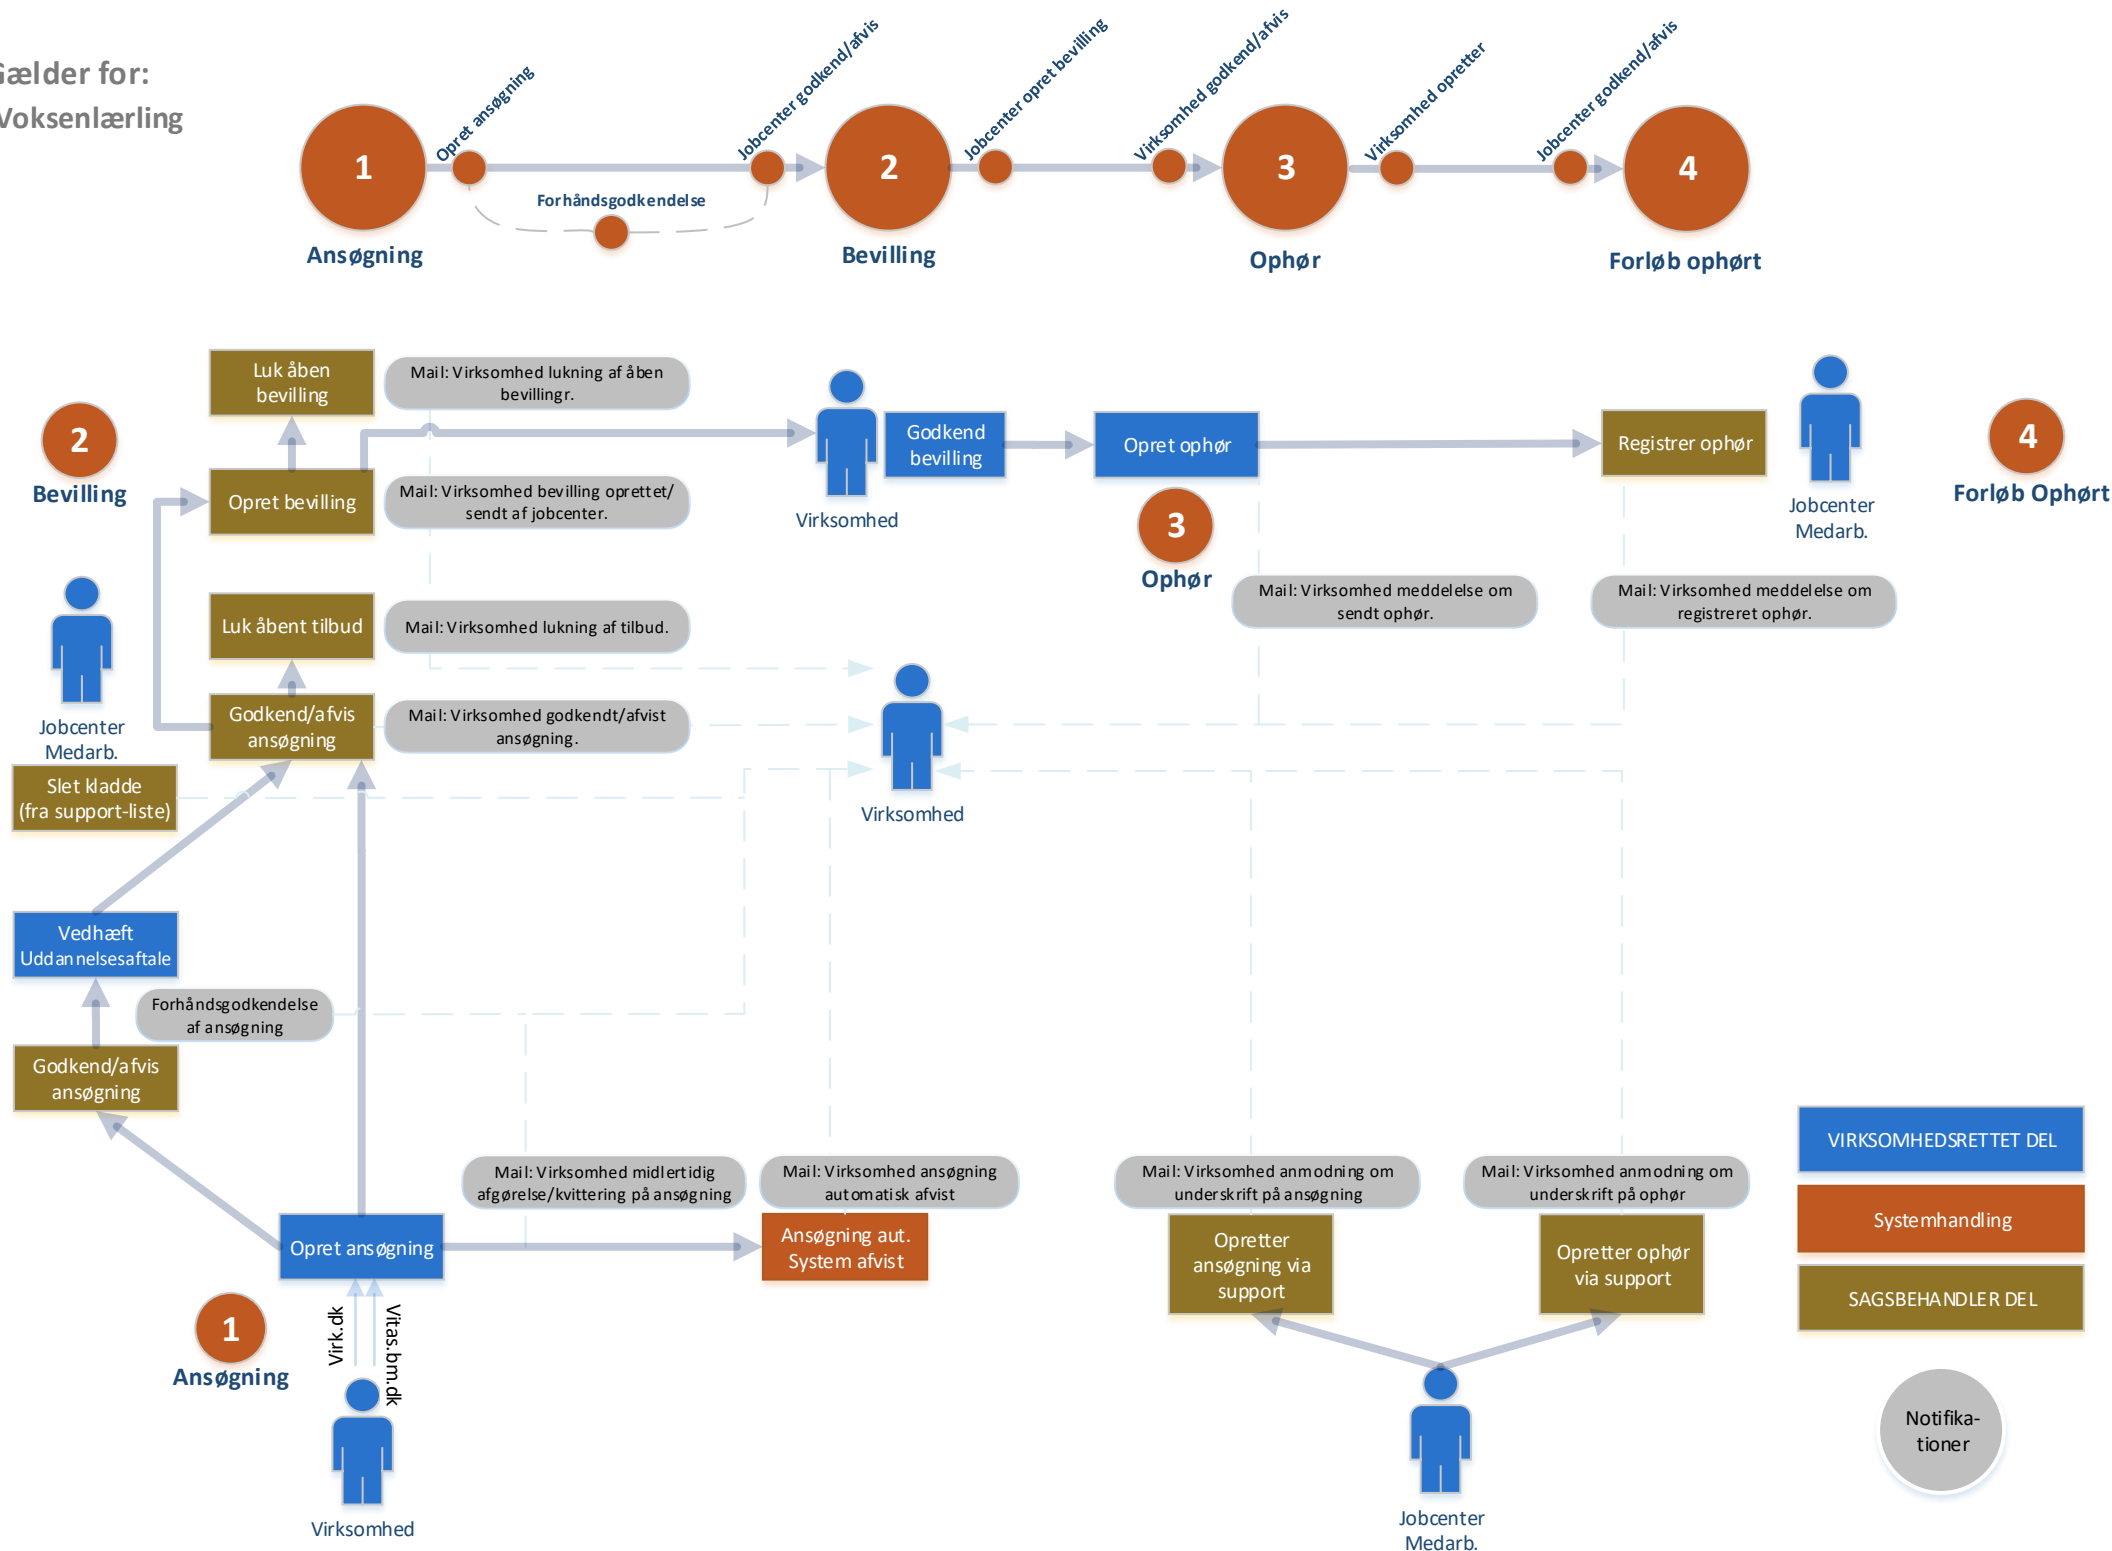 Gælder for:
Voksenlærling
Opret ansøgning
Jobcenter godkend/afvis
Jobcenter opret bevilling
Virksomhed godkend/afvis
Virksomhed opretter
Jobcenter godkend/afvis
1
2
3
4
Forhåndsgodkendelse
Ansøgning
Bevilling
Ophør
Forløb ophørt
Luk åben
bevilling
Mail: Virksomhed lukning af åben
bevillingr.
2
Bevilling
Opret bevilling
Mail: Virksomhed bevilling oprettet/
sendt af jobcenter.
Virksomhed
Godkend
bevilling
Opret ophør
3
Ophør
Registrer ophør
Jobcenter
Medarb.
4
Forløb Ophørt
Mail: Virksomhed meddelelse om
sendt ophør.
Mail: Virksomhed meddelelse om
registreret ophør.
Luk åbent tilbud
Mail: Virksomhed lukning af tilbud.
Jobcenter
Medarb.
Godkend/afvis
ansøgning
Mail: Virksomhed godkendt/afvist
ansøgning.
Slet kladde
(fra support-liste)
Virksomhed
Vedhæft
Uddannelsesaftale
Forhåndsgodkendelse
af ansøgning
Godkend/afvis
ansøgning
Mail: Virksomhed midlertidig
afgørelse/kvittering på ansøgning
Mail: Virksomhed ansøgning
automatisk afvist
Mail: Virksomhed anmodning om
underskrift på ansøgning
Mail: Virksomhed anmodning om
underskrift på ophør
VIRKSOMHEDSRETTET DEL
Systemhandling
SAGSBEHANDLER DEL
Opret ansøgning
Ansøgning aut.
System afvist
Opretter
ansøgning via
support
Opretter ophør
via support
1
Ansøgning
Virk.dk
Vitas.bm.dk
Virksomhed
Jobcenter
Medarb.
Notifika-
tioner